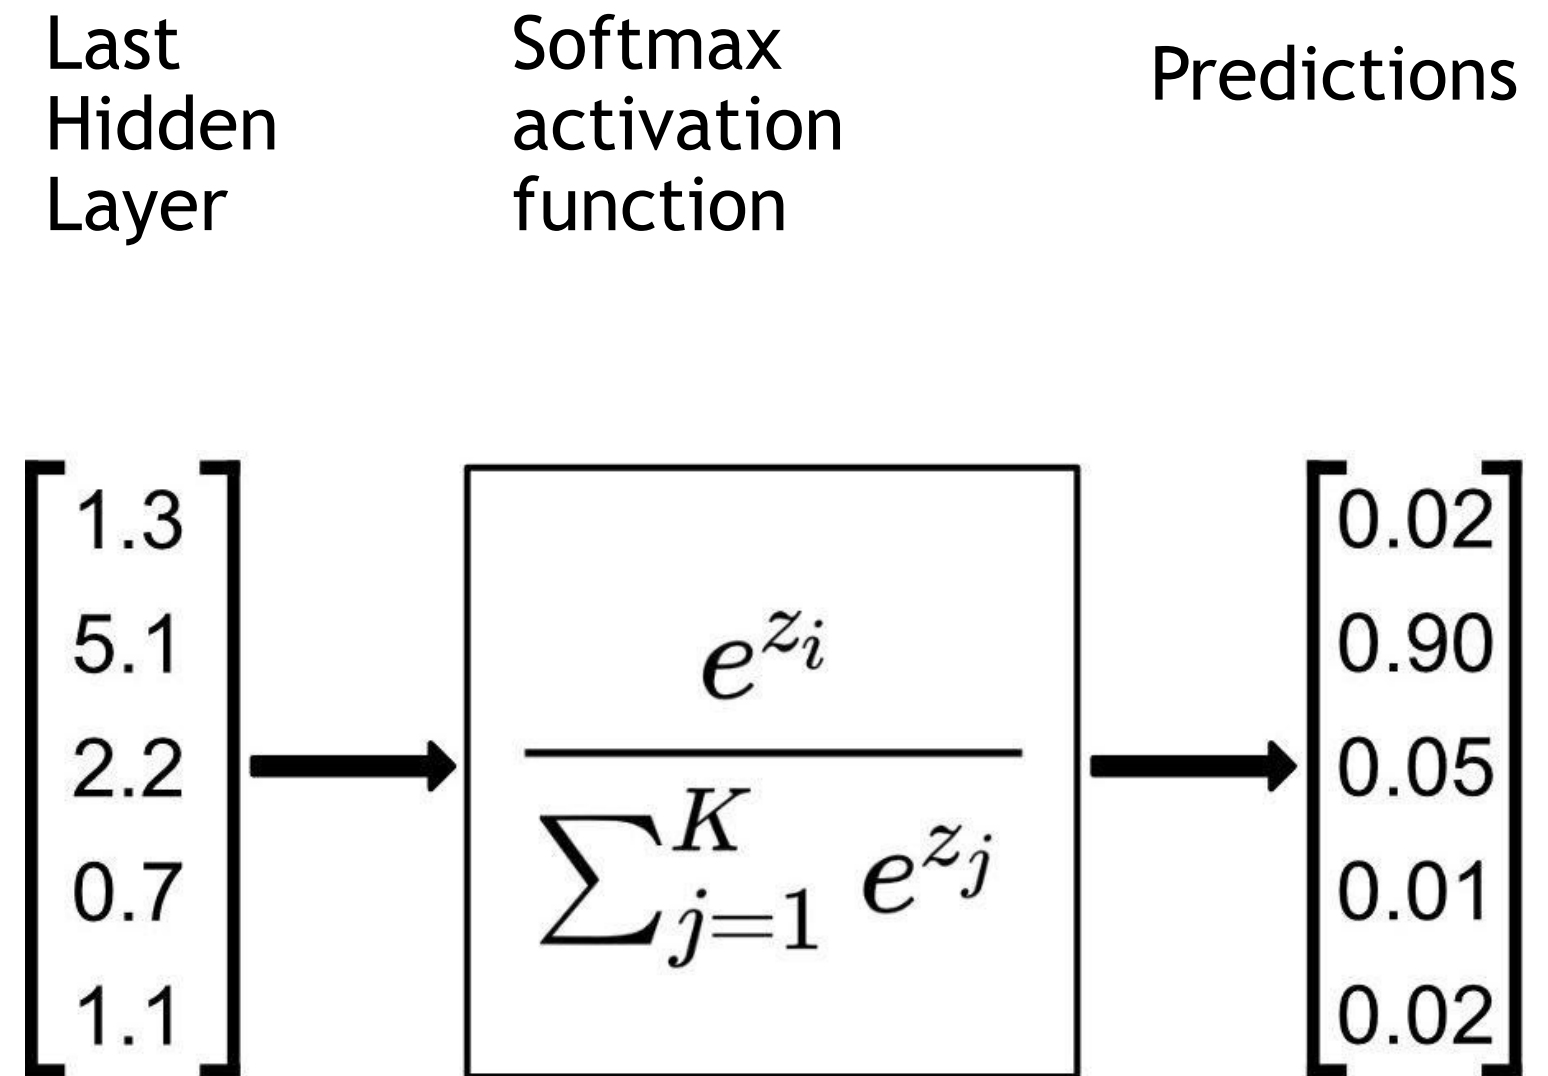 Last
Hidden
Layer
Softmax
activation
function
Predictions
1.3
5.1
2.2
0.7
1.1
e^{z_i}
∑_{j=1}^{K} e^{z_j}
0.02
0.90
0.05
0.01
0.02